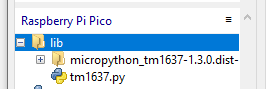 Raspberry Pi Pico
lib
micropython_tm1637-1.3.0.dist-
tm1637.py